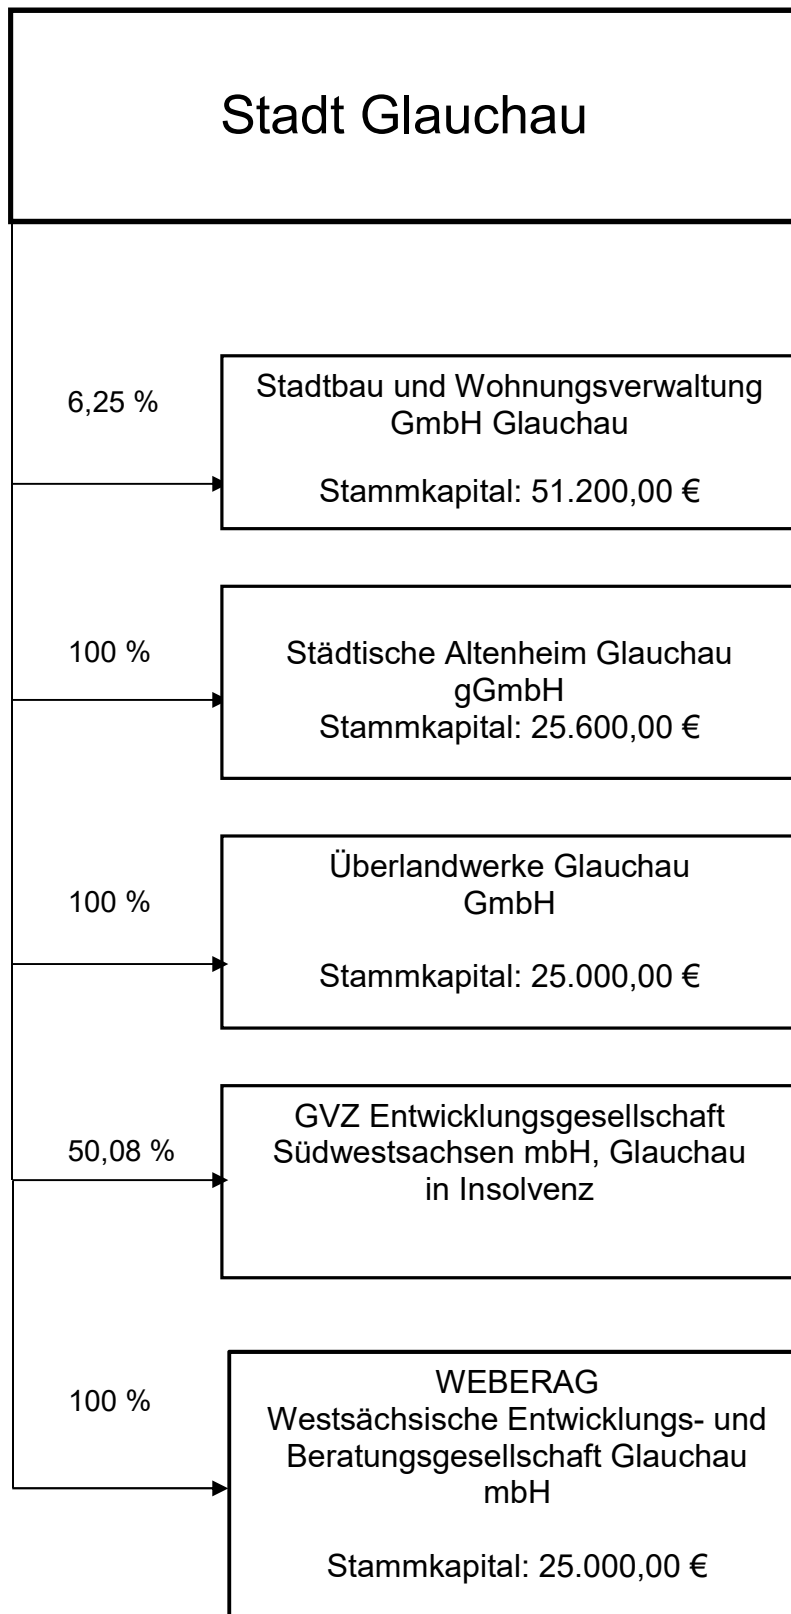 Stadt Glauchau
6,25 %
Stadtbau und Wohnungsverwaltung
GmbH Glauchau
Stammkapital: 51.200,00 €
100 %
Städtische Altenheim Glauchau
gGmbH
Stammkapital: 25.600,00 €
100 %
Überlandwerke Glauchau
GmbH
Stammkapital: 25.000,00 €
50,08 %
GVZ Entwicklungsgesellschaft
Südwestsachsen mbH, Glauchau
in Insolvenz
100 %
WEBERAG
Westsächsische Entwicklungs- und
Beratungsgesellschaft Glauchau
mbH
Stammkapital: 25.000,00 €